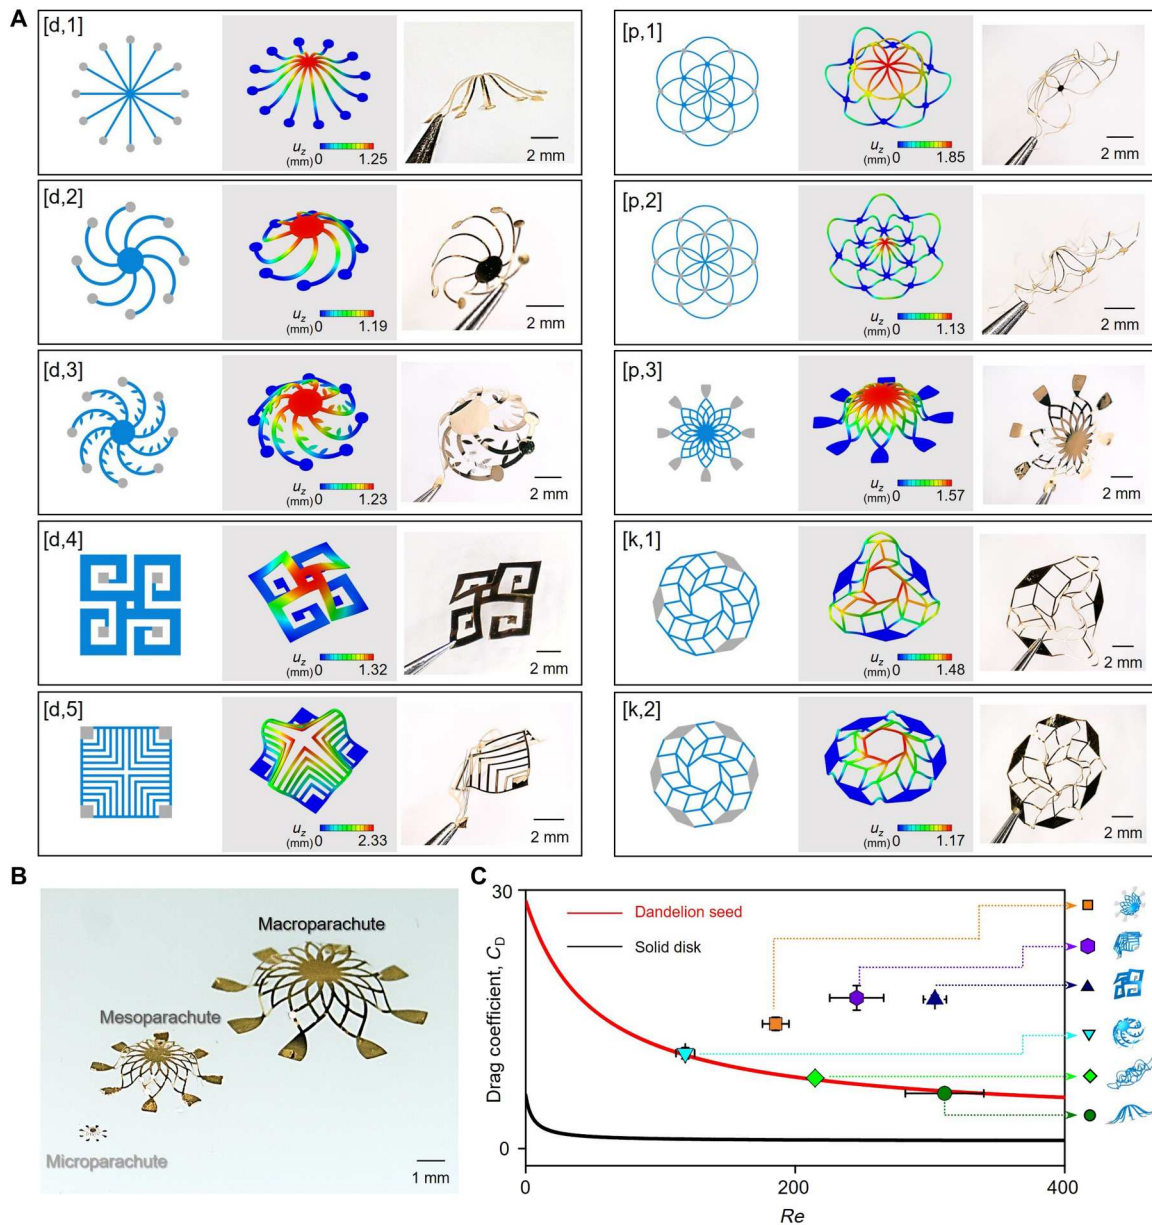 A
[d,1]
u_z
(mm) 0 1.25
2 mm
[d,2]
u_z
(mm) 0 1.19
2 mm
[d,3]
u_z
(mm) 0 1.23
2 mm
[d,4]
u_z
(mm) 0 1.32
2 mm
[d,5]
u_z
(mm) 0 2.33
2 mm
[p,1]
u_z
(mm) 0 1.85
2 mm
[p,2]
u_z
(mm) 0 1.13
2 mm
[p,3]
u_z
(mm) 0 1.57
2 mm
[k,1]
u_z
(mm) 0 1.48
2 mm
[k,2]
u_z
(mm) 0 1.17
2 mm
B
Macroparachute
Mesoparachute
Microparachute
1 mm
C
30
Dandelion seed
Solid disk
Drag coefficient, C_D
0
0 200 400
Re